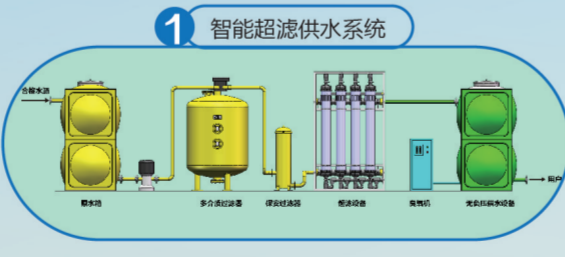 1 智能超滤供水系统
合格水源
原水塔
多介质过滤器
保安过滤器
超滤设备
臭氧机
无负压供水设备
用户